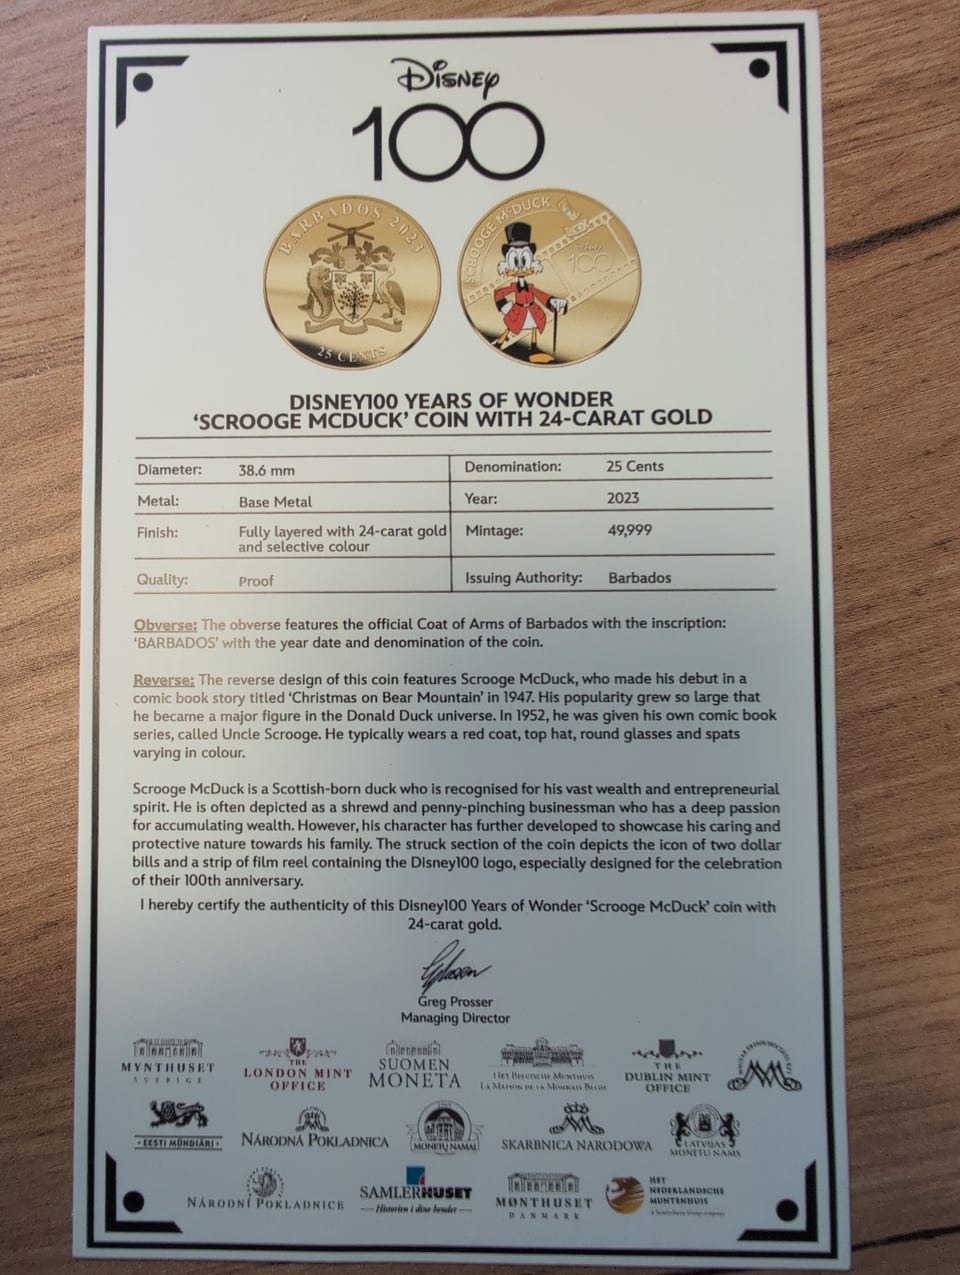 Disney
100
BARBADOS 2023
25 CENTS
SCROOGE MCDUCK
Disney
100
DISNEY100 YEARS OF WONDER
‘SCROOGE MCDUCK’ COIN WITH 24-CARAT GOLD
Diameter: 38.6 mm Denomination: 25 Cents
Metal: Base Metal Year: 2023
Finish: Fully layered with 24-carat gold Mintage: 49,999
and selective colour
Quality: Proof Issuing Authority: Barbados
Obverse: The obverse features the official Coat of Arms of Barbados with the inscription:
‘BARBADOS’ with the year date and denomination of the coin.
Reverse: The reverse design of this coin features Scrooge McDuck, who made his debut in a
comic book story titled ‘Christmas on Bear Mountain’ in 1947. His popularity grew so large that
he became a major figure in the Donald Duck universe. In 1952, he was given his own comic book
series, called Uncle Scrooge. He typically wears a red coat, top hat, round glasses and spats
varying in colour.
Scrooge McDuck is a Scottish-born duck who is recognised for his vast wealth and entrepreneurial
spirit. He is often depicted as a shrewd and penny-pinching businessman who has a deep passion
for accumulating wealth. However, his character has further developed to showcase his caring and
protective nature towards his family. The struck section of the coin depicts the icon of two dollar
bills and a strip of film reel containing the Disney100 logo, especially designed for the celebration
of their 100th anniversary.
I hereby certify the authenticity of this Disney100 Years of Wonder ‘Scrooge McDuck’ coin with
24-carat gold.
Greg Prosser
Managing Director
MYNTHUSET
SVERIGE
THE
LONDON MINT
OFFICE
SUOMEN
MONETA
HET BELGISCHE MUNTHUIS
LA MAISON DE LA MONNAIE BELGE
THE
DUBLIN MINT
OFFICE
EESTI MÜNDIÄRI
NÁRODNÁ POKLADNICA
MONETŲ NAMAI
SKARBNICA NARODOWA
LATVIJAS
MONĒTU NAMS
NÁRODNÍ POKLADNICE
SAMLERHUSET
Historien i dine hender
MØNTHUSET
DANMARK
HET
NEDERLANDSCHE
MUNTENHUIS